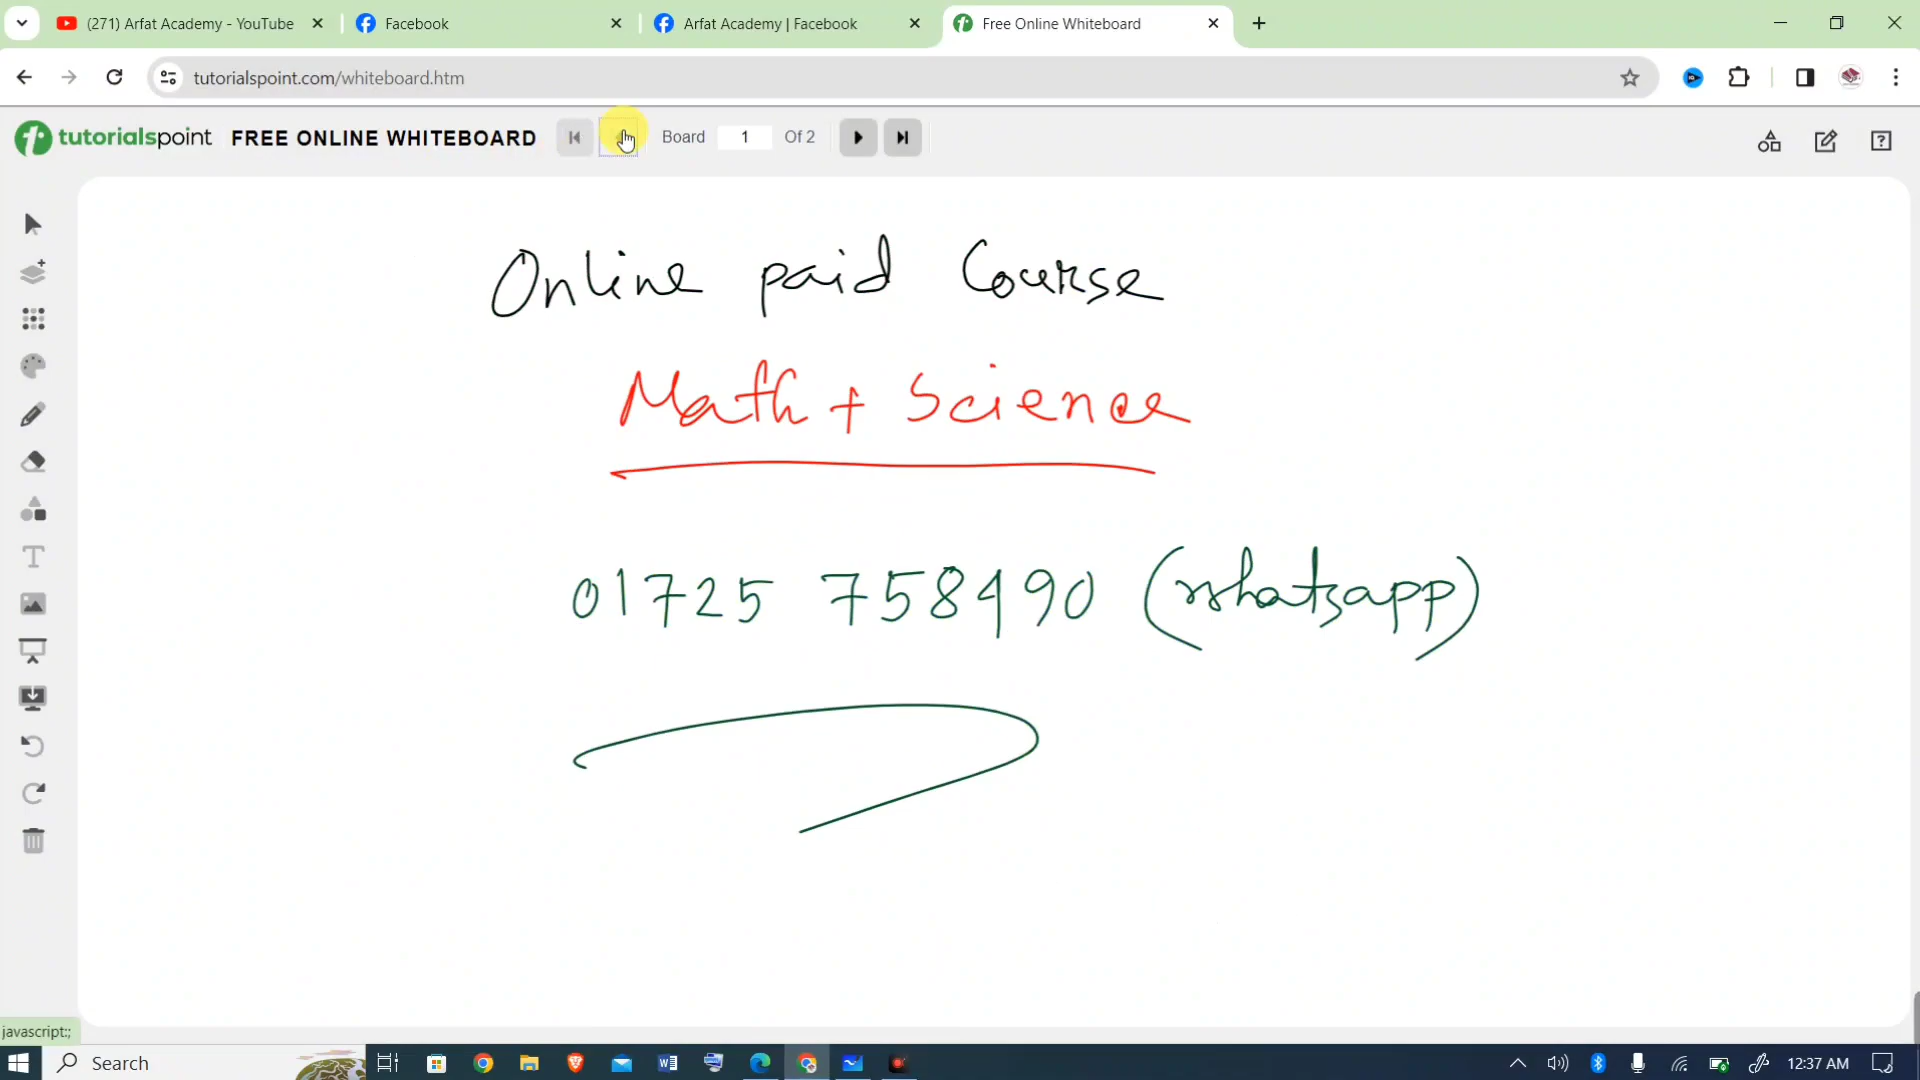 (271) Arfat Academy - YouTube
Facebook
Arfat Academy | Facebook
Free Online Whiteboard
tutorialspoint.com/whiteboard.htm
tutorialspoint FREE ONLINE WHITEBOARD Board 1 Of 2
Online paid Course
Math + Science
01725 758490 (whatsapp)
javascript:;
Search
12:37 AM